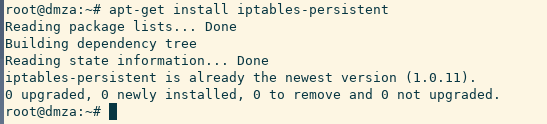 root@dmza:~# apt-get install iptables-persistent
Reading package lists... Done
Building dependency tree
Reading state information... Done
iptables-persistent is already the newest version (1.0.11).
0 upgraded, 0 newly installed, 0 to remove and 0 not upgraded.
root@dmza:~#